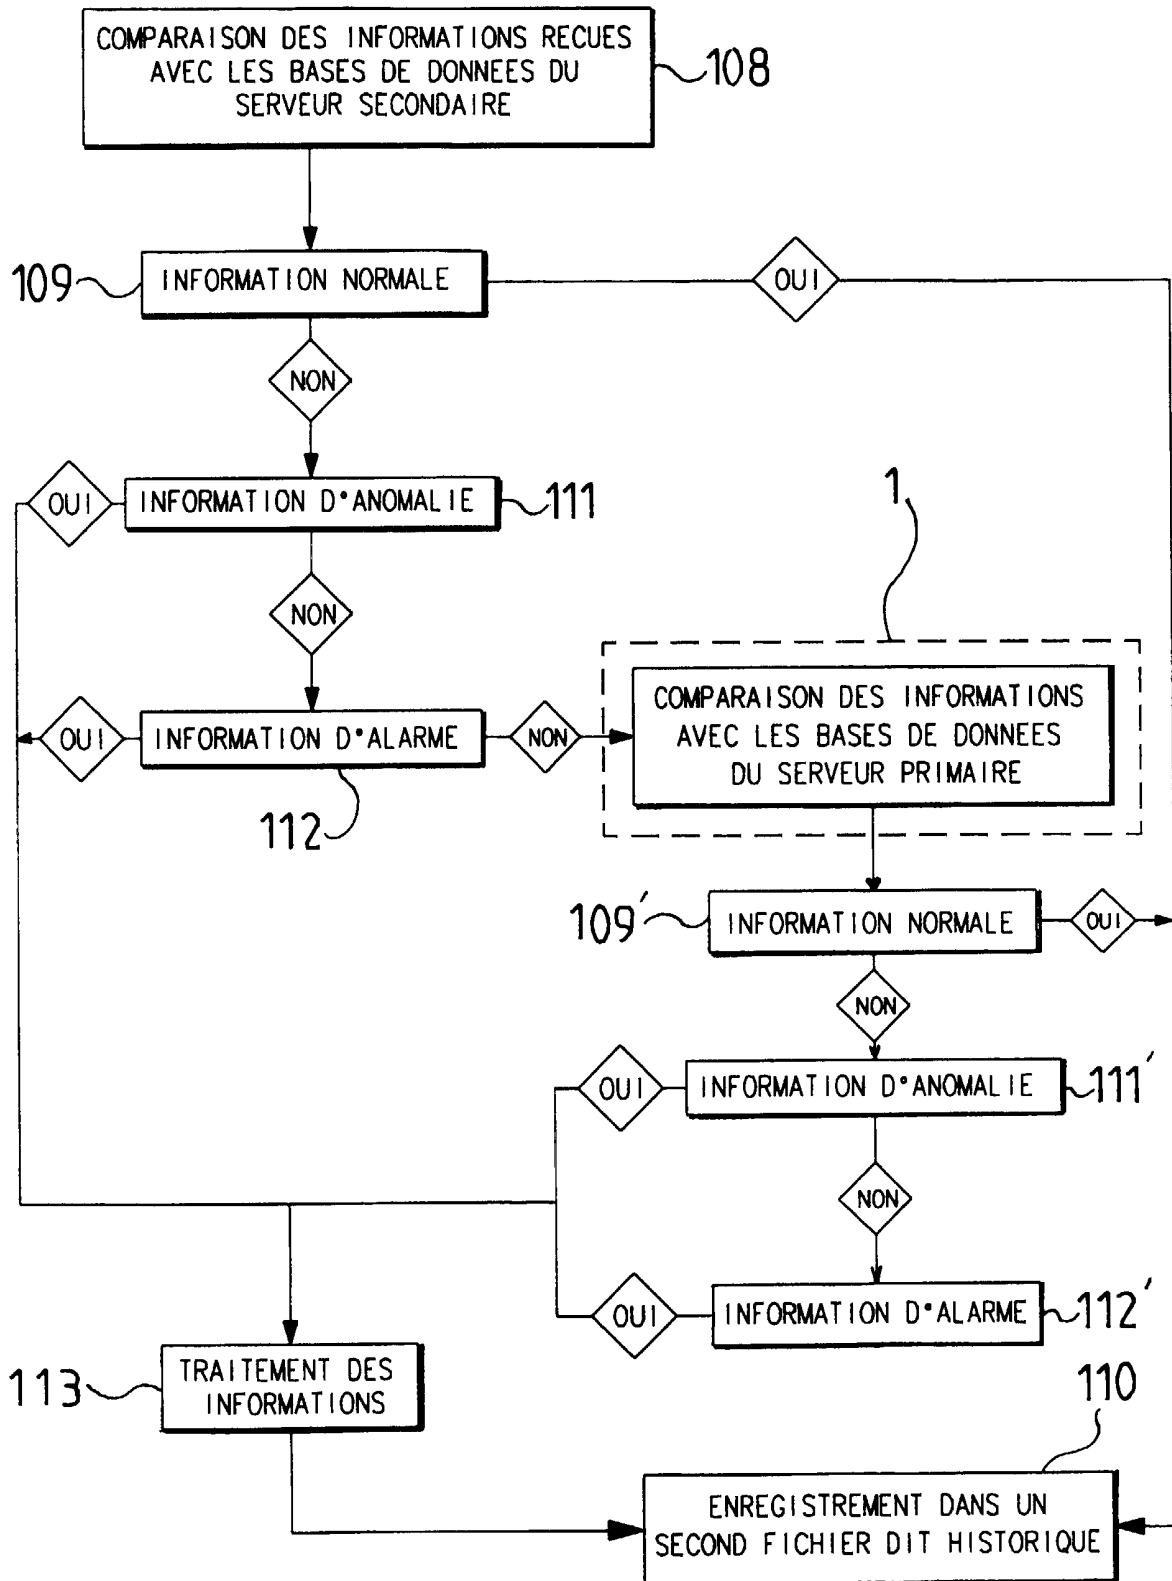 COMPARAISON DES INFORMATIONS RECUES
AVEC LES BASES DE DONNEES DU
SERVEUR SECONDAIRE
108
109
INFORMATION NORMALE
OUI
NON
OUI
INFORMATION D'ANOMALIE
111
1
NON
OUI
INFORMATION D'ALARME
NON
112
COMPARAISON DES INFORMATIONS
AVEC LES BASES DE DONNEES
DU SERVEUR PRIMAIRE
109'
INFORMATION NORMALE
OUI
NON
OUI
INFORMATION D'ANOMALIE
111'
NON
OUI
INFORMATION D'ALARME
112'
113
TRAITEMENT DES
INFORMATIONS
110
ENREGISTREMENT DANS UN
SECOND FICHIER DIT HISTORIQUE